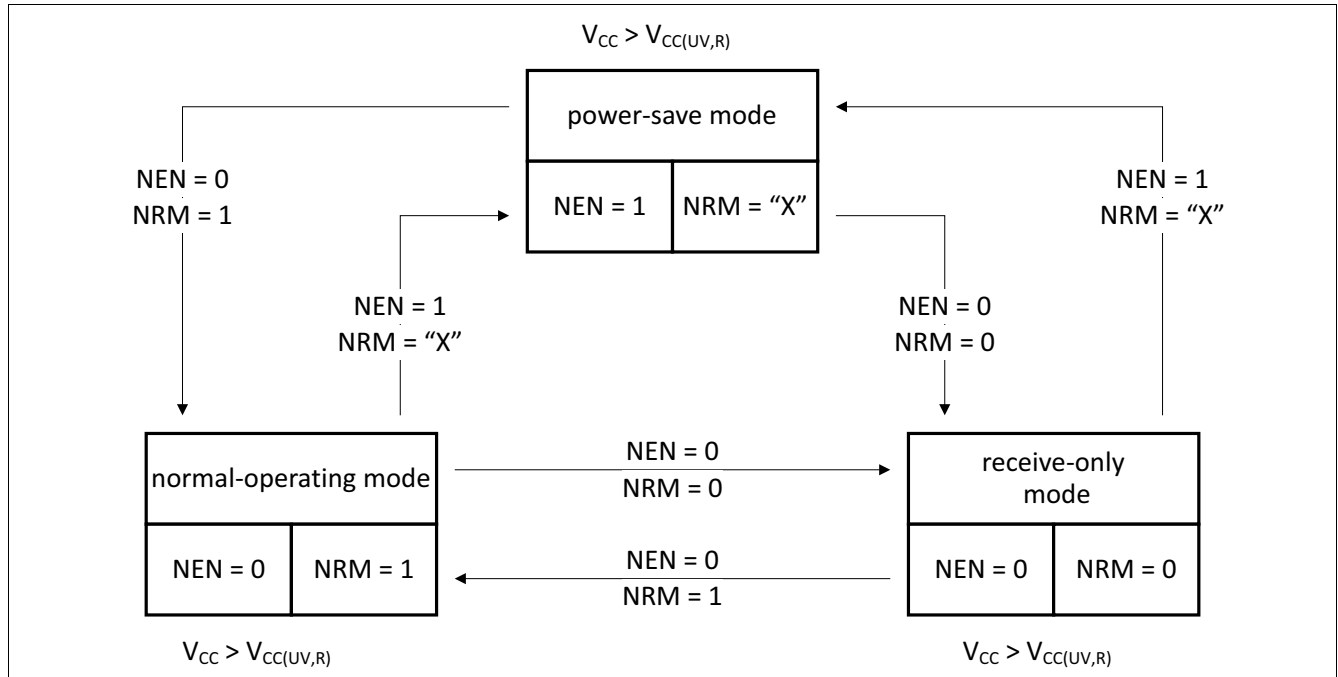 V_CC > V_CC(UV,R)
power-save mode
NEN = 1 NRM = “X”
NEN = 0
NRM = 1
NEN = 1
NRM = “X”
NEN = 1
NRM = “X”
NEN = 0
NRM = 0
normal-operating mode
NEN = 0 NRM = 1
V_CC > V_CC(UV,R)
NEN = 0
NRM = 0
NEN = 0
NRM = 1
receive-only
mode
NEN = 0 NRM = 0
V_CC > V_CC(UV,R)